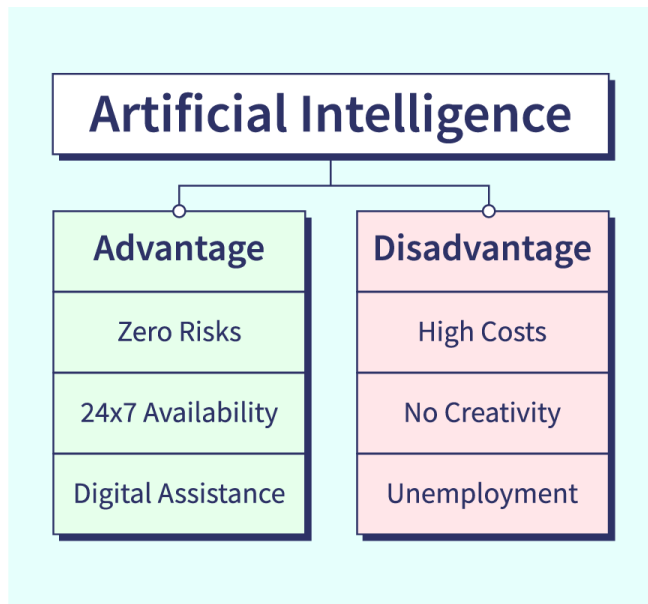 Artificial Intelligence
Advantage
Zero Risks
24x7 Availability
Digital Assistance
Disadvantage
High Costs
No Creativity
Unemployment